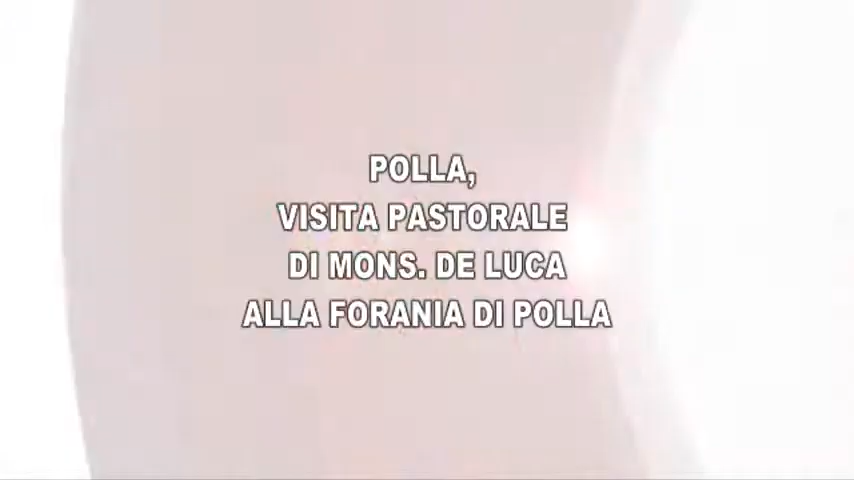 POLLA,
VISITA PASTORALE
DI MONS. DE LUCA
ALLA FORANIA DI POLLA